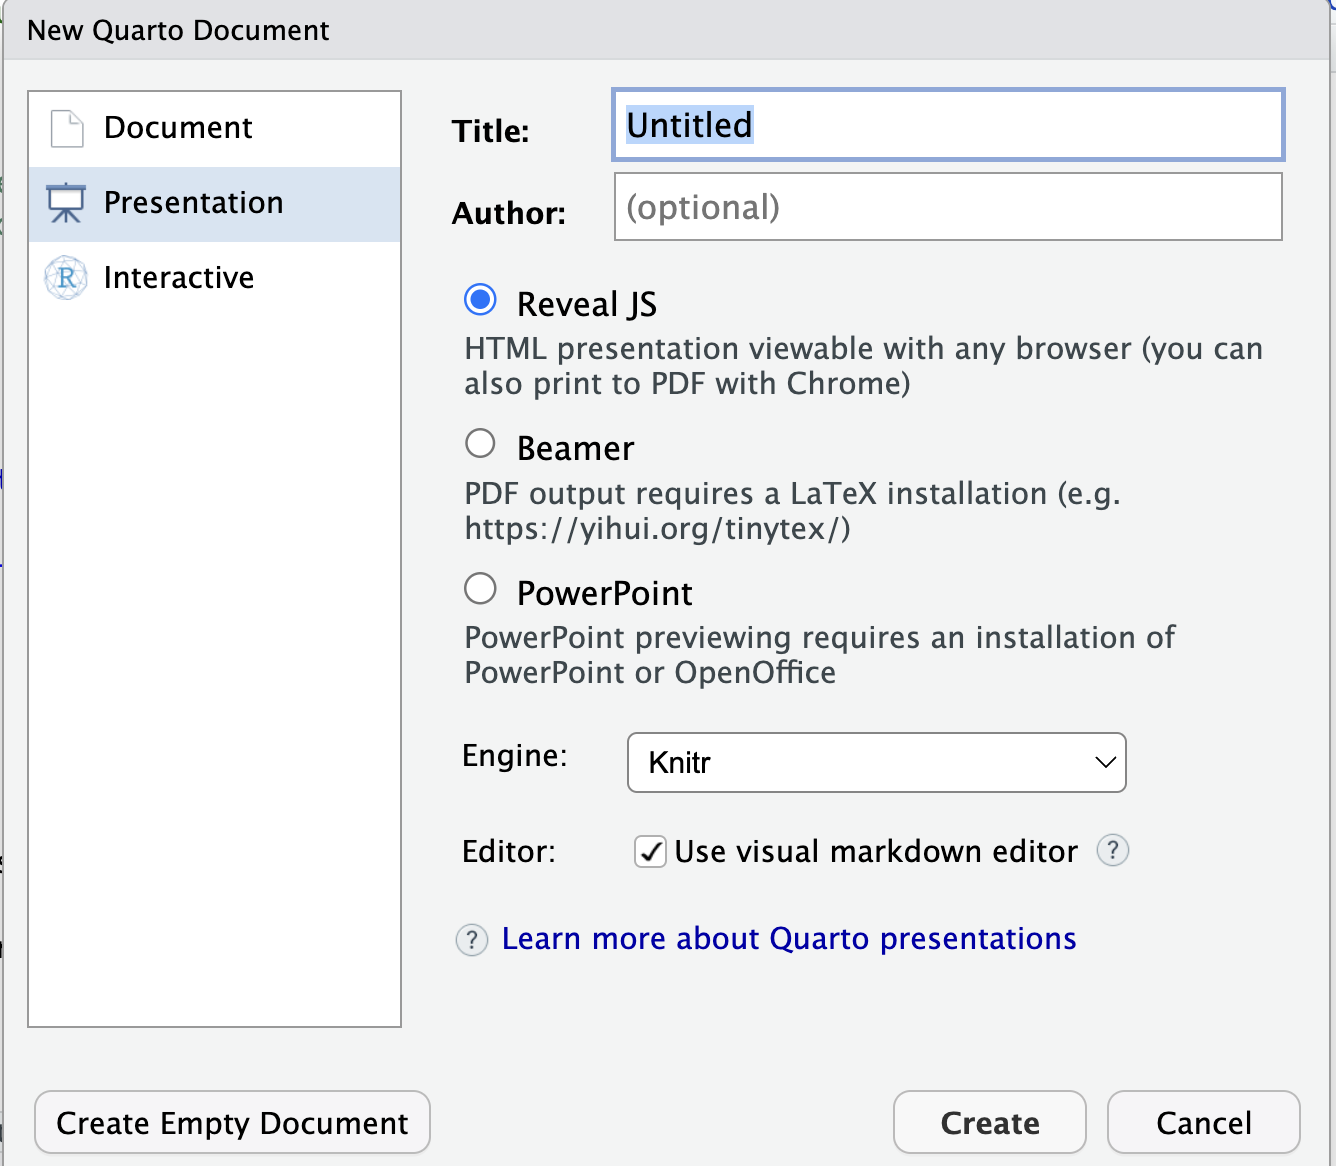 New Quarto Document
Document
Presentation
R
Interactive
Title:
Untitled
Author:
(optional)
Reveal JS
HTML presentation viewable with any browser (you can
also print to PDF with Chrome)
Beamer
PDF output requires a LaTeX installation (e.g.
https://yihui.org/tinytex/)
PowerPoint
PowerPoint previewing requires an installation of
PowerPoint or OpenOffice
Engine:
Knitr
Editor:
Use visual markdown editor
?
? Learn more about Quarto presentations
Create Empty Document
Create
Cancel